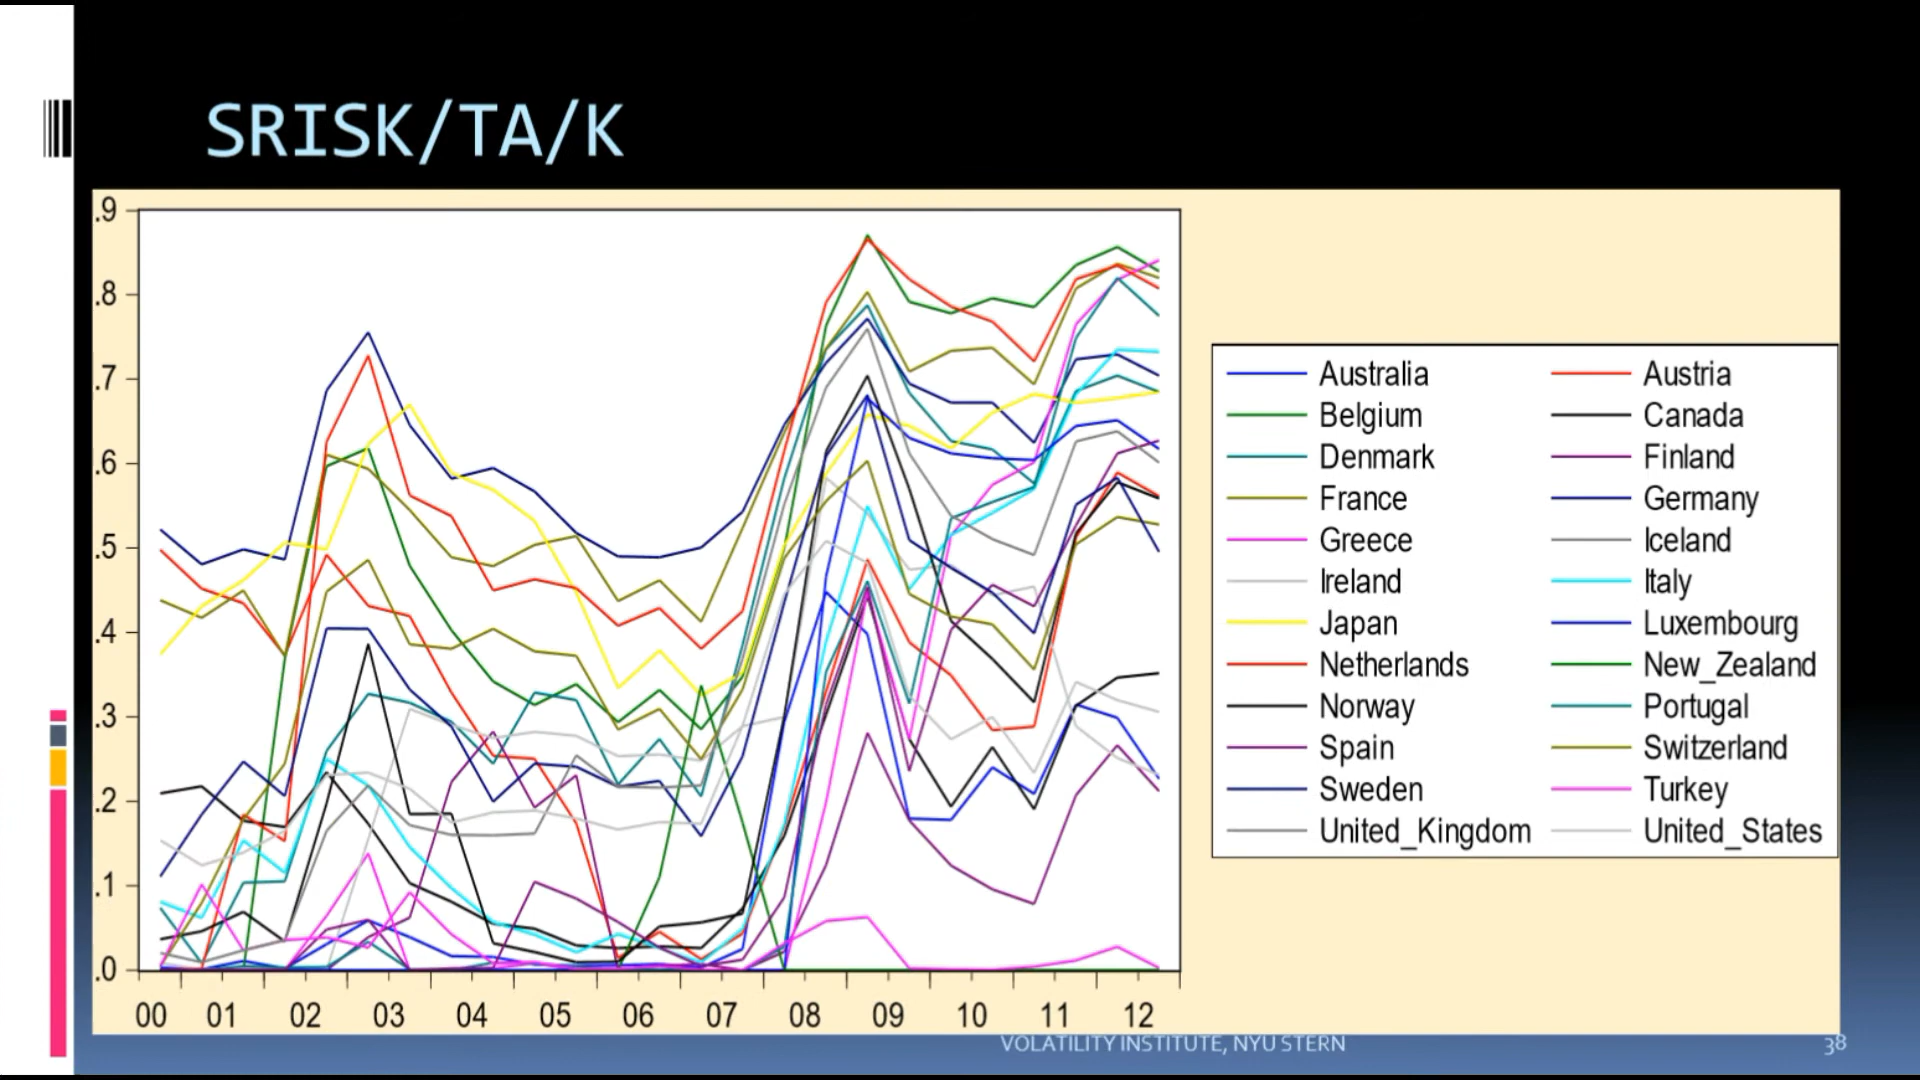 SRISK/TA/K
.9
.8
.7
.6
.5
.4
.3
.2
.1
.0
00 01 02 03 04 05 06 07 08 09 10 11 12
Australia Austria
Belgium Canada
Denmark Finland
France Germany
Greece Iceland
Ireland Italy
Japan Luxembourg
Netherlands New_Zealand
Norway Portugal
Spain Switzerland
Sweden Turkey
United_Kingdom United_States
VOLATILITY INSTITUTE, NYU STERN
38